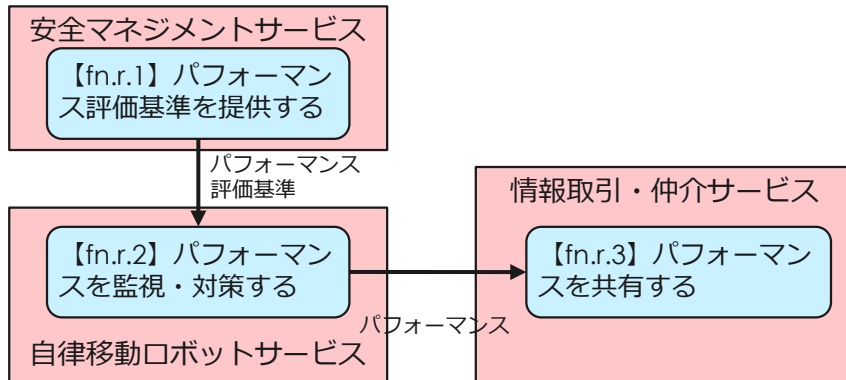 安全マネジメントサービス
【fn.r.1】パフォーマン
ス評価基準を提供する
パフォーマンス
評価基準
情報取引・仲介サービス
【fn.r.2】パフォーマン
スを監視・対策する
【fn.r.3】パフォーマン
スを共有する
パフォーマンス
自律移動ロボットサービス